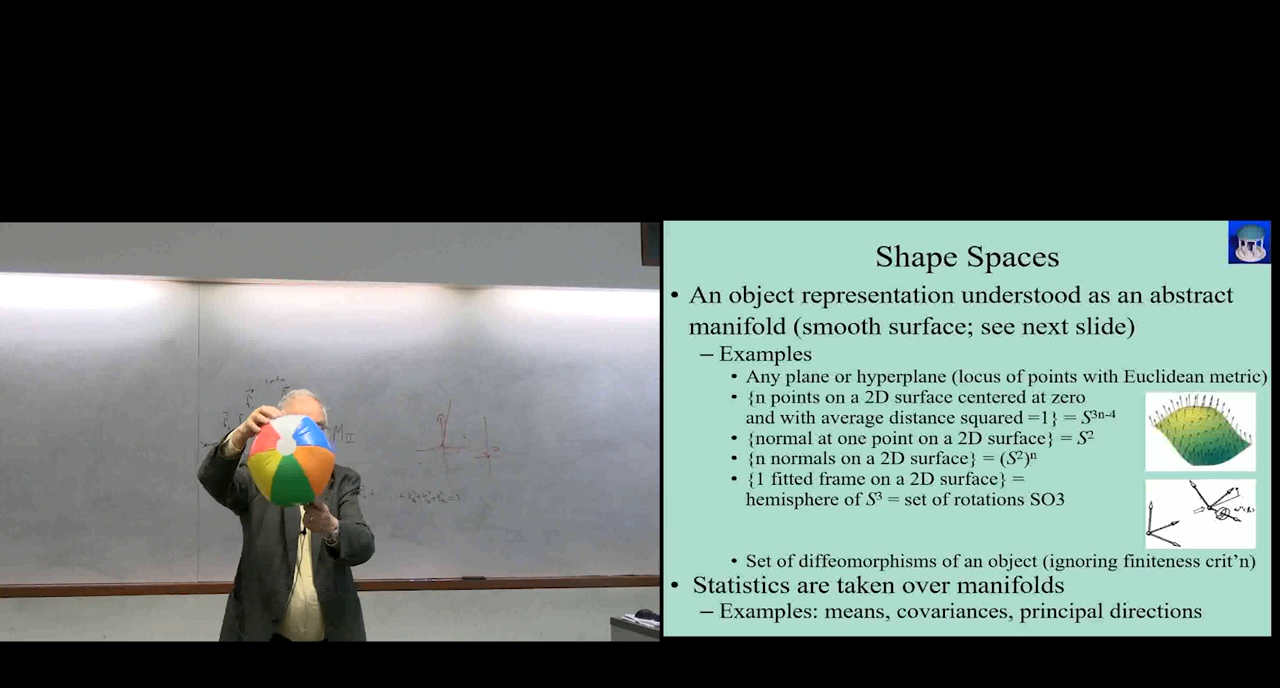 Shape Spaces
• An object representation understood as an abstract
manifold (smooth surface; see next slide)
– Examples
• Any plane or hyperplane (locus of points with Euclidean metric)
• {n points on a 2D surface centered at zero
and with average distance squared =1} = S³ⁿ⁻⁴
• {normal at one point on a 2D surface} = S²
• {n normals on a 2D surface} = (S²)ⁿ
• {1 fitted frame on a 2D surface} =
hemisphere of S³ = set of rotations SO3
• Set of diffeomorphisms of an object (ignoring finiteness crit'n)
• Statistics are taken over manifolds
– Examples: means, covariances, principal directions